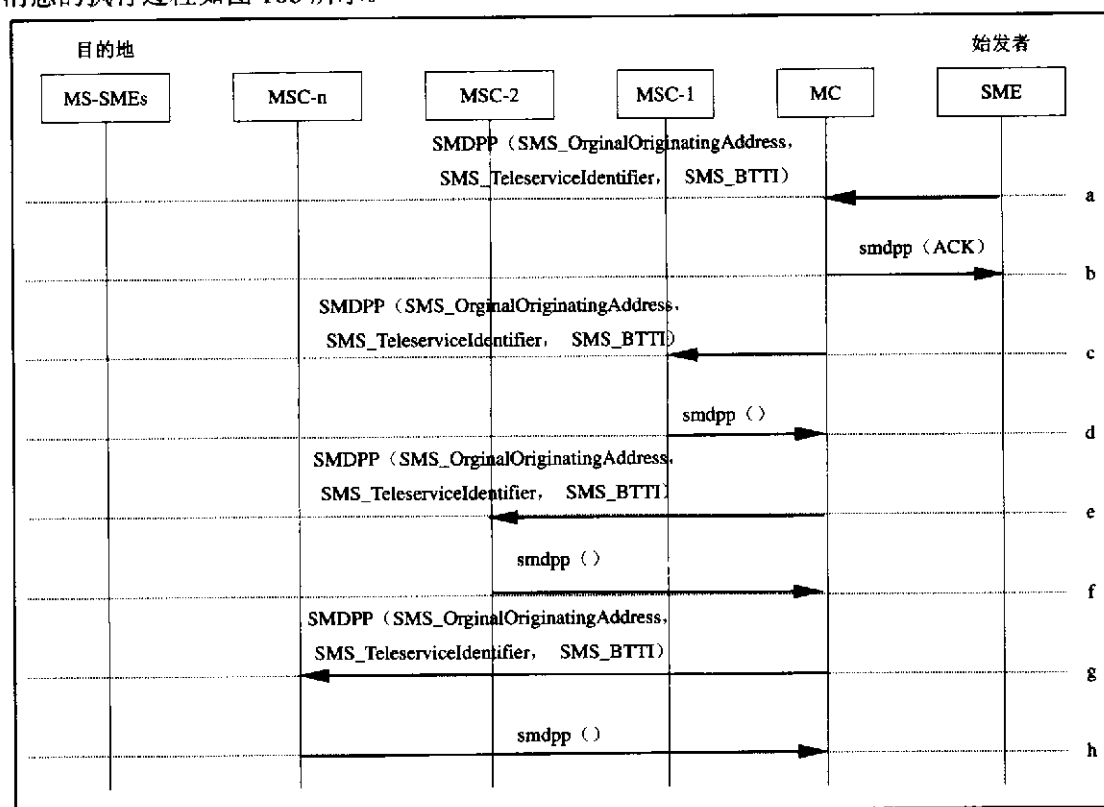 目的地
始发者
MS-SMEs
MSC-n
MSC-2
MSC-1
MC
SME
SMDPP（SMS_OrginalOriginatingAddress，
SMS_TeleserviceIdentifier， SMS_BTTI）
a
smdpp（ACK）
b
SMDPP（SMS_OrginalOriginatingAddress，
SMS_TeleserviceIdentifier， SMS_BTTI）
c
smdpp（）
d
SMDPP（SMS_OrginalOriginatingAddress，
SMS_TeleserviceIdentifier， SMS_BTTI）
e
smdpp（）
f
SMDPP（SMS_OrginalOriginatingAddress，
SMS_TeleserviceIdentifier， SMS_BTTI）
g
smdpp（）
h